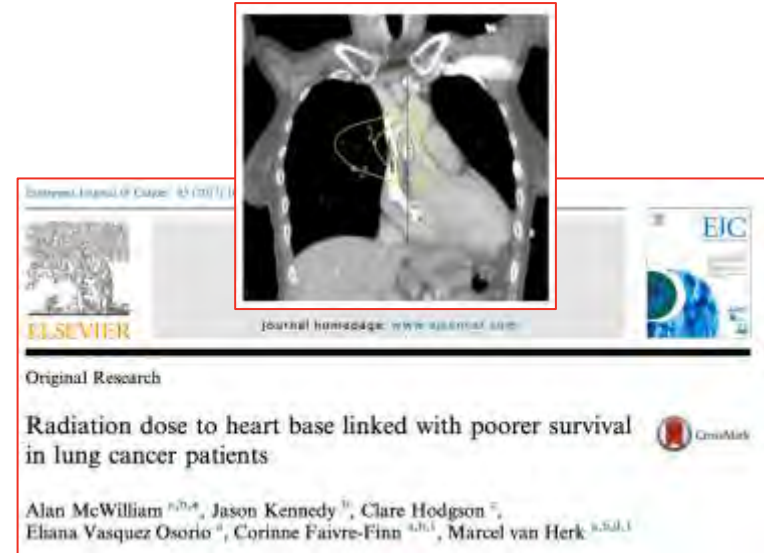 European Journal of Cancer 85 (2017)
EJC
ELSEVIER
journal homepage: www.ejcancer.com
Original Research
Radiation dose to heart base linked with poorer survival
in lung cancer patients
CrossMark
Alan McWilliam, Jason Kennedy, Clare Hodgson,
Eliana Vasquez Osorio, Corinne Faivre-Finn, Marcel van Herk